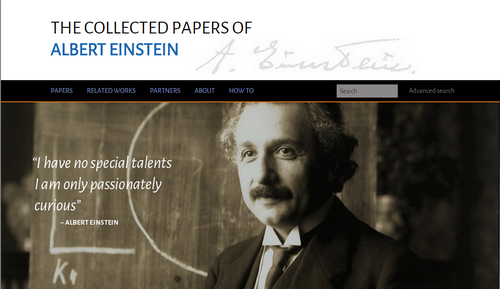 THE COLLECTED PAPERS OF
ALBERT EINSTEIN
A. Einstein.
PAPERS RELATED WORKS PARTNERS ABOUT HOW TO Search Advanced search
“I have no special talents
I am only passionately
curious”
– ALBERT EINSTEIN
K1